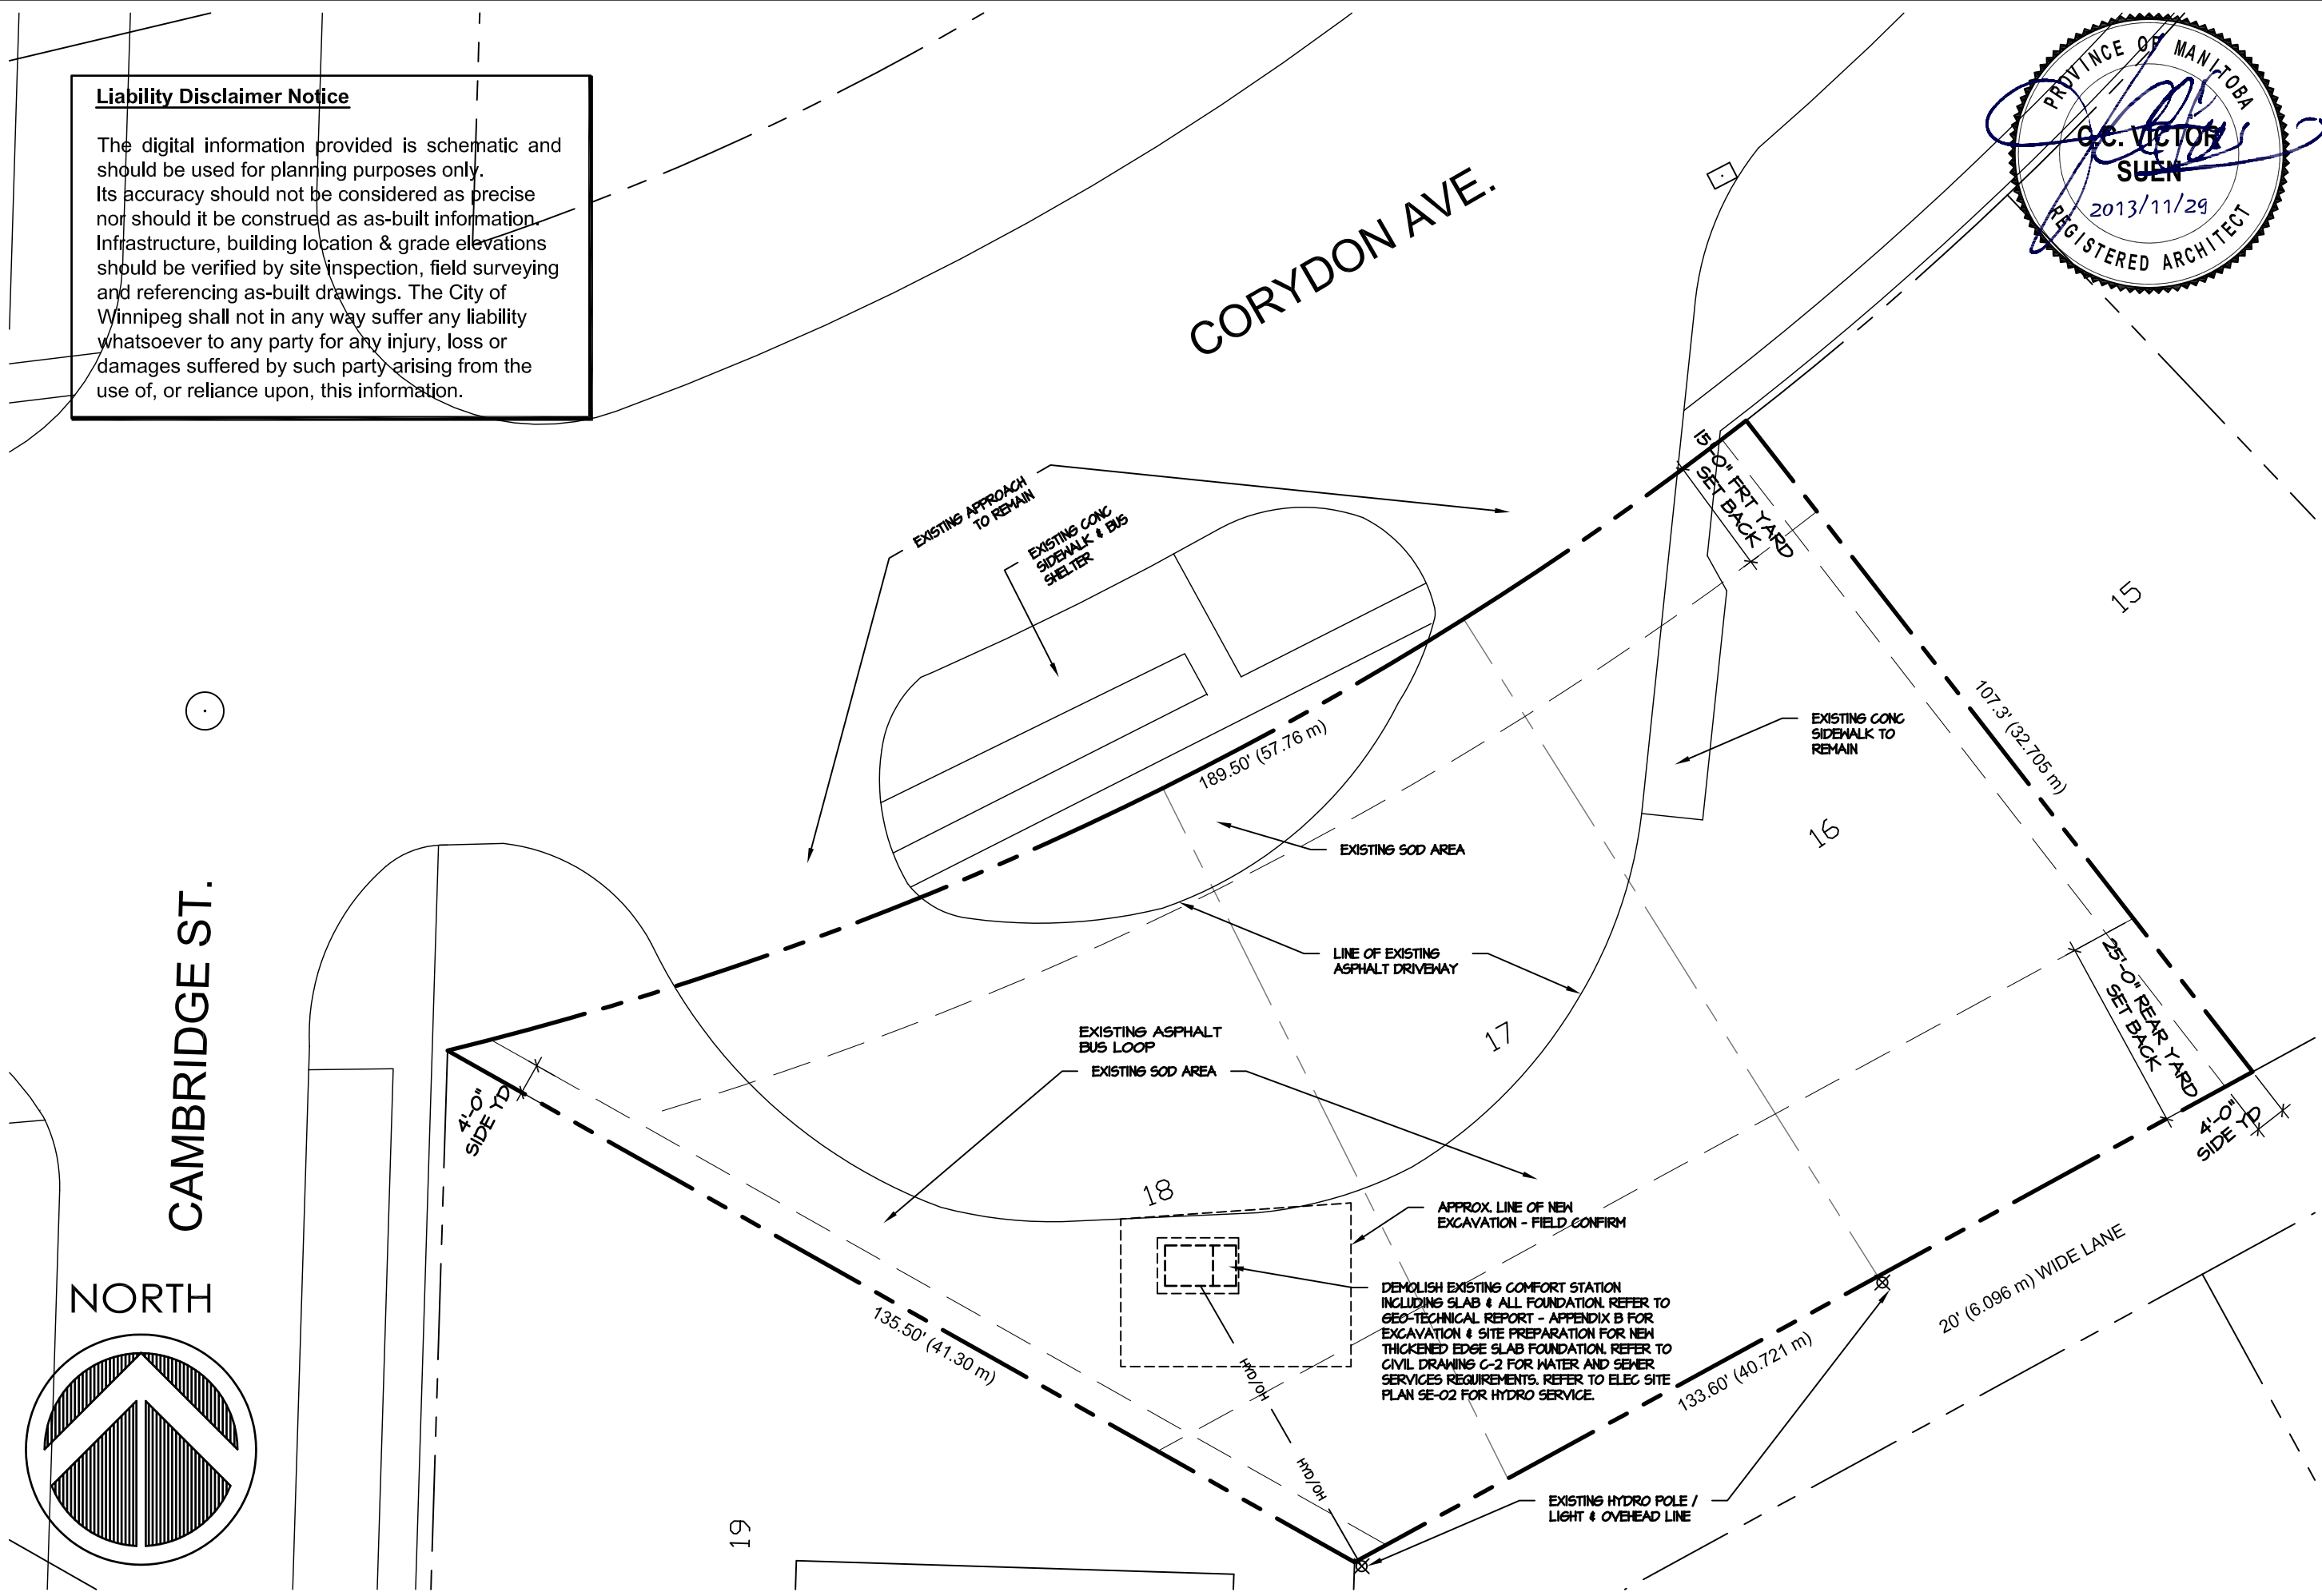 Liability Disclaimer Notice
The digital information provided is schematic and
should be used for planning purposes only.
Its accuracy should not be considered as precise
nor should it be construed as as-built information.
Infrastructure, building location & grade elevations
should be verified by site inspection, field surveying
and referencing as-built drawings. The City of
Winnipeg shall not in any way suffer any liability
whatsoever to any party for any injury, loss or
damages suffered by such party arising from the
use of, or reliance upon, this information.
PROVINCE OF MANITOBA
C.C. VICTOR
SUEN
2013/11/29
REGISTERED ARCHITECT
CORYDON AVE.
15'-0" FRT YARD
SET BACK
EXISTING APPROACH
TO REMAIN
EXISTING CONC
SIDEWALK & BUS
SHELTER
15
107.3' (32.705 m)
EXISTING CONC
SIDEWALK TO
REMAIN
189.50' (57.76 m)
16
EXISTING SOD AREA
CAMBRIDGE ST.
LINE OF EXISTING
ASPHALT DRIVEWAY
25'-0" REAR YARD
SET BACK
EXISTING ASPHALT
BUS LOOP
17
EXISTING SOD AREA
4'-0"
SIDE YD
4'-0"
SIDE YD
18
APPROX. LINE OF NEW
EXCAVATION - FIELD CONFIRM
NORTH
20' (6.096 m) WIDE LANE
DEMOLISH EXISTING COMFORT STATION
INCLUDING SLAB & ALL FOUNDATION. REFER TO
GEO-TECHNICAL REPORT - APPENDIX B FOR
EXCAVATION & SITE PREPARATION FOR NEW
THICKENED EDGE SLAB FOUNDATION. REFER TO
CIVIL DRAWING C-2 FOR WATER AND SEWER
SERVICES REQUIREMENTS. REFER TO ELEC SITE
PLAN SE-02 FOR HYDRO SERVICE.
135.50' (41.30 m)
HYD/OH
133.60' (40.721 m)
HYD/OH
EXISTING HYDRO POLE /
LIGHT & OVEHEAD LINE
19